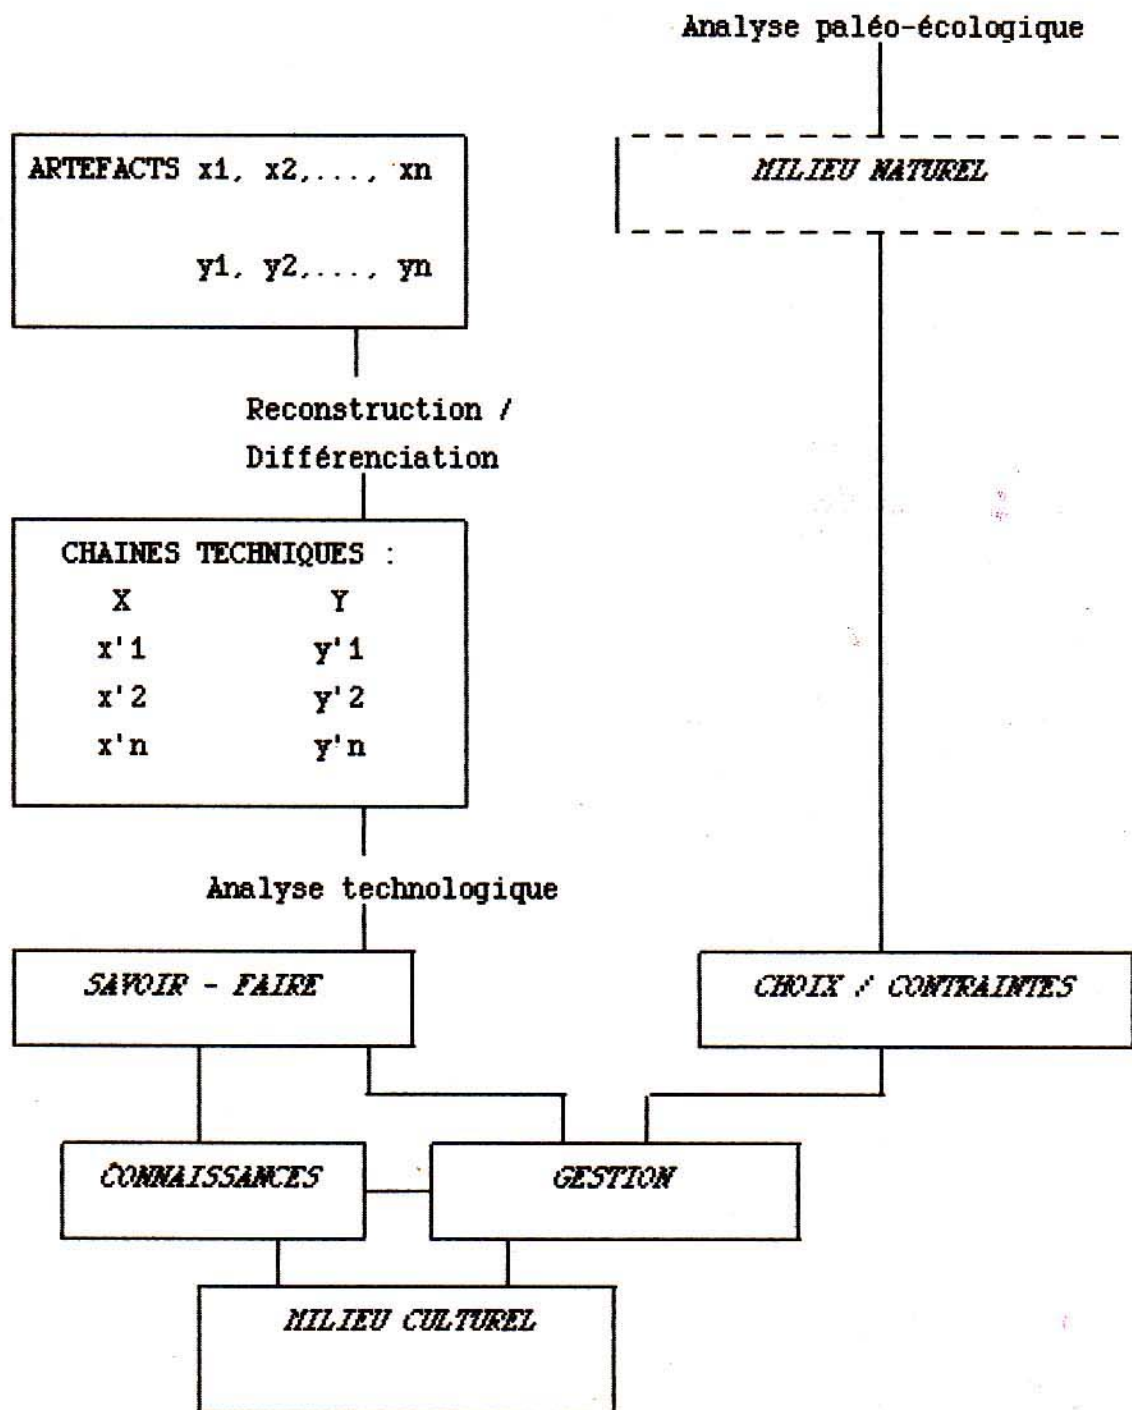 Analyse paléo-écologique
ARTEFACTS x1, x2,..., xn
y1, y2,..., yn
MILIEU NATUREL
Reconstruction /
Différenciation
CHAINES TECHNIQUES :
X Y
x'1 y'1
x'2 y'2
x'n y'n
Analyse technologique
SAVOIR - FAIRE
CHOIX / CONTRAINTES
CONNAISSANCES
GESTION
MILIEU CULTUREL